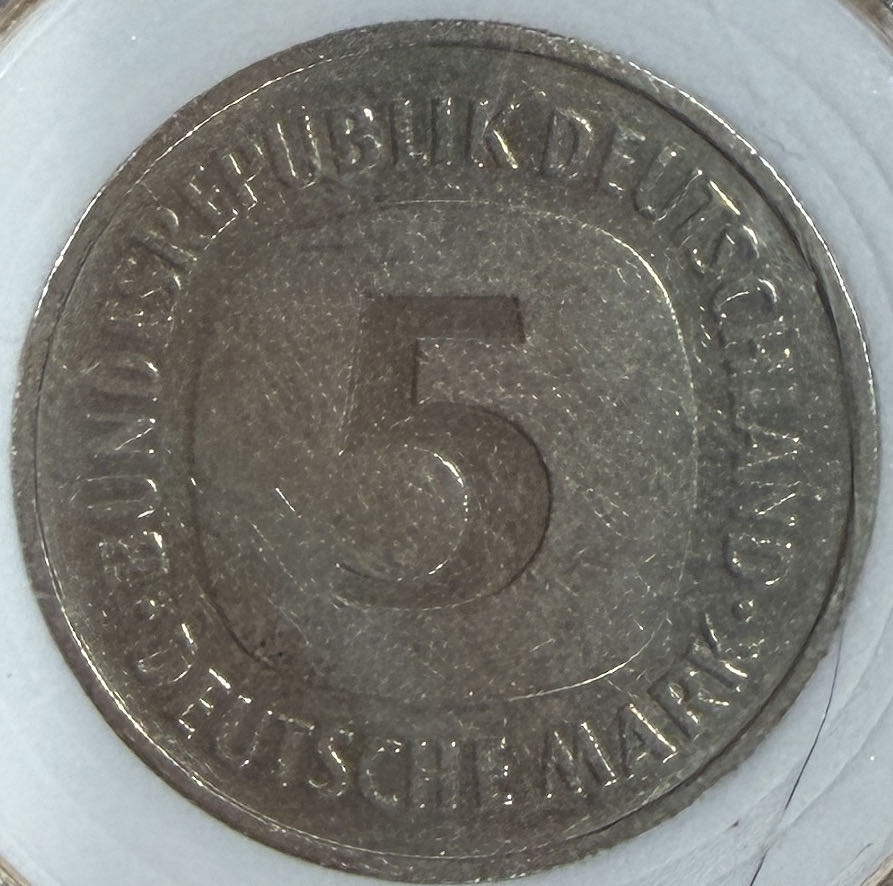 BUNDESREPUBLIK DEUTSCHLAND
· DEUTSCHE MARK ·
5